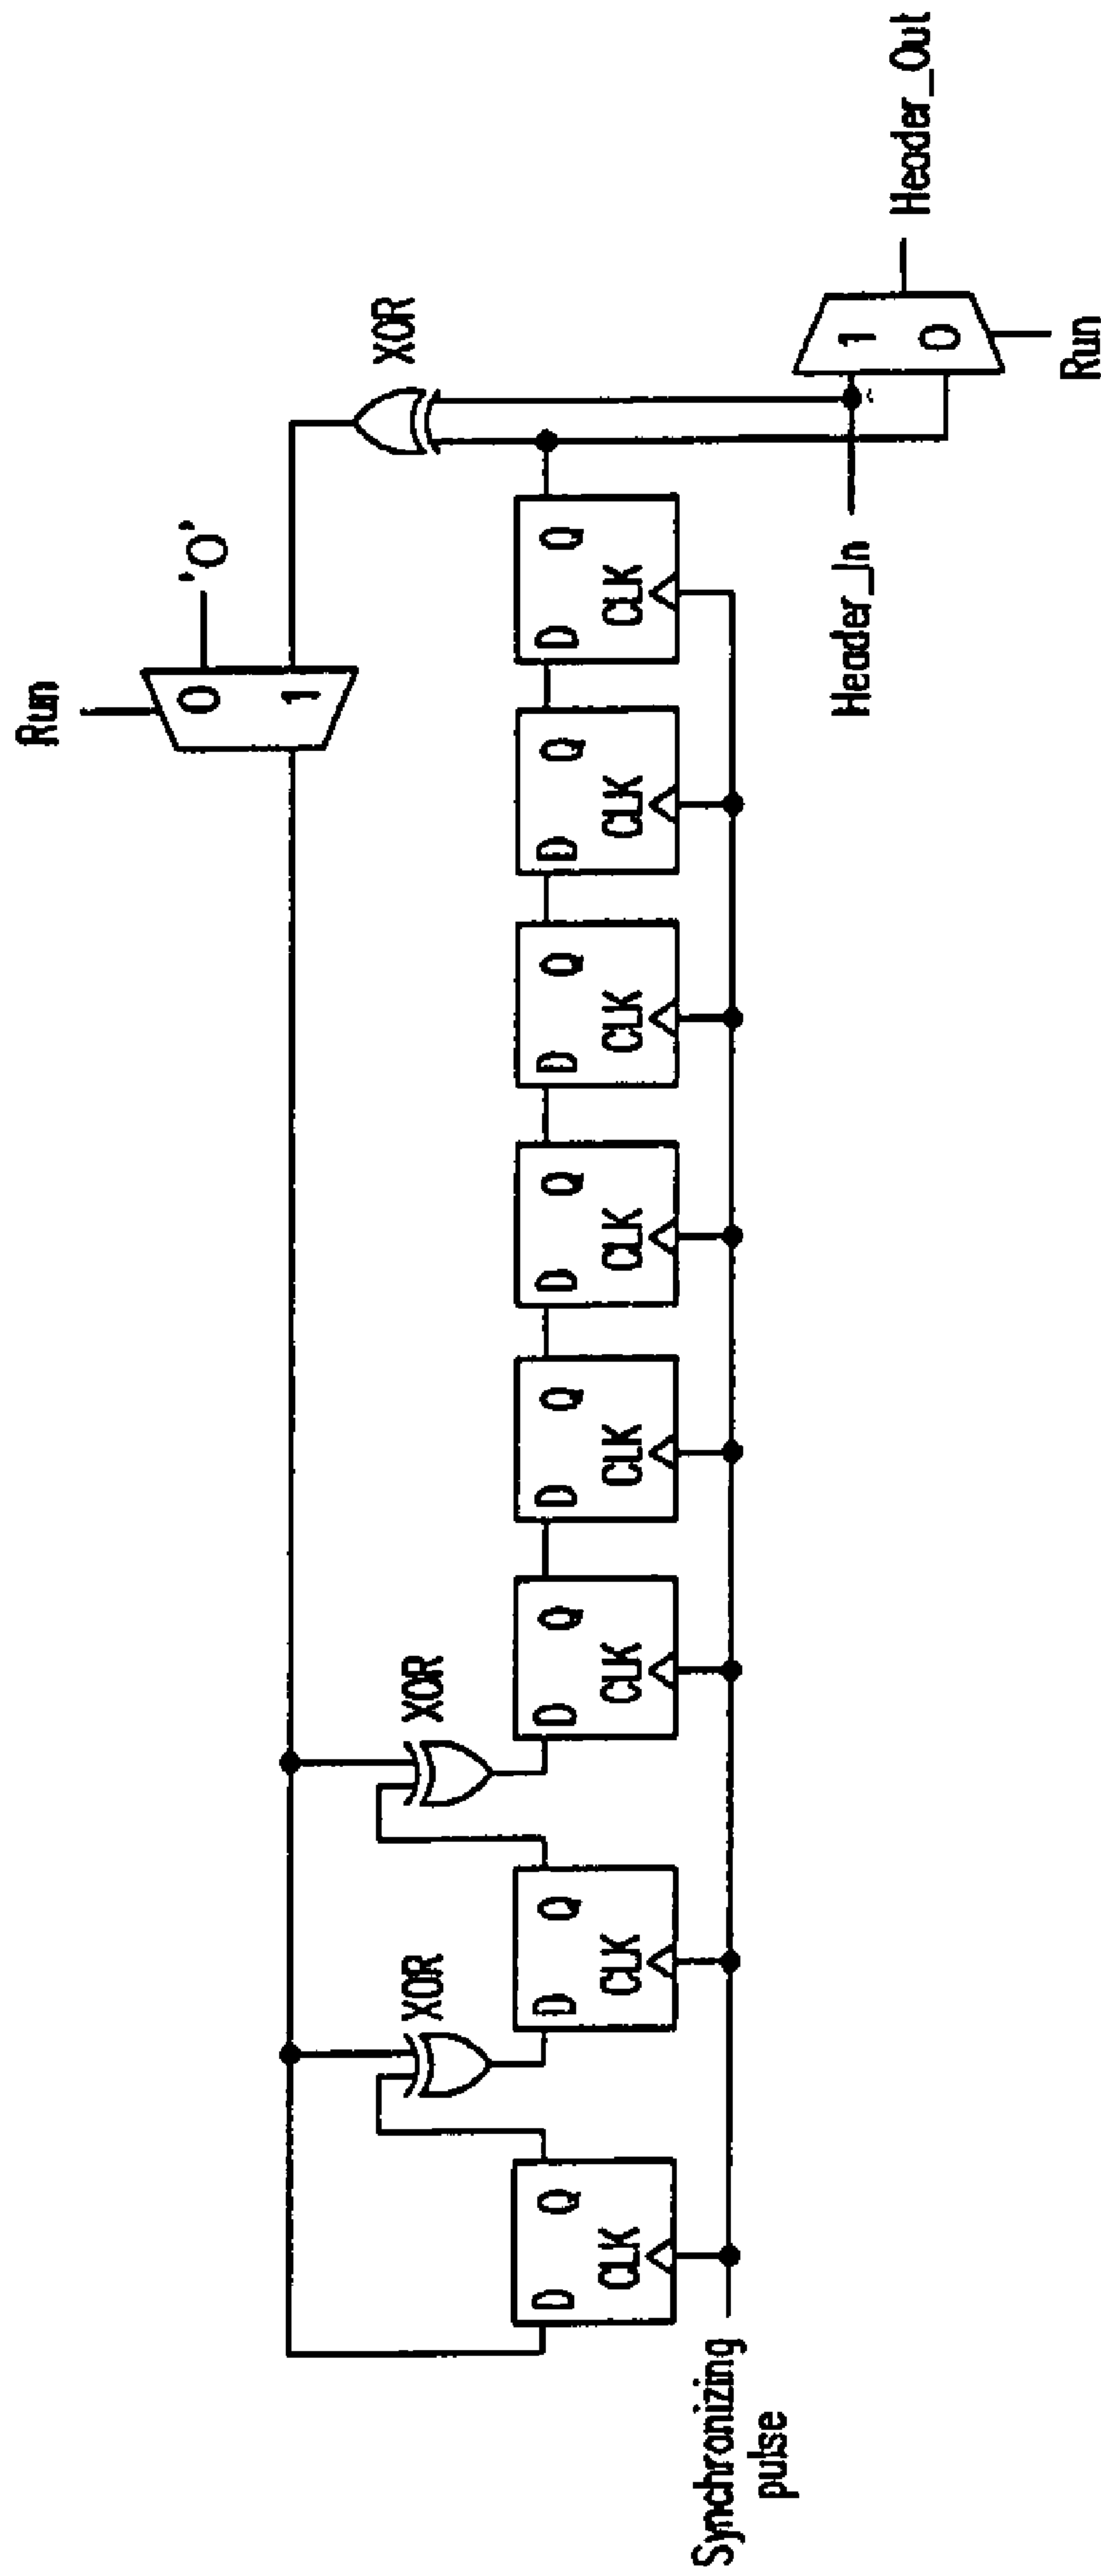 Run
0 '0'
1
XOR
XOR XOR
D Q D Q D Q D Q D Q D Q D Q D Q
CLK CLK CLK CLK CLK CLK CLK CLK
Synchronizing
pulse
Header_In
1
Header_Out
0
Run